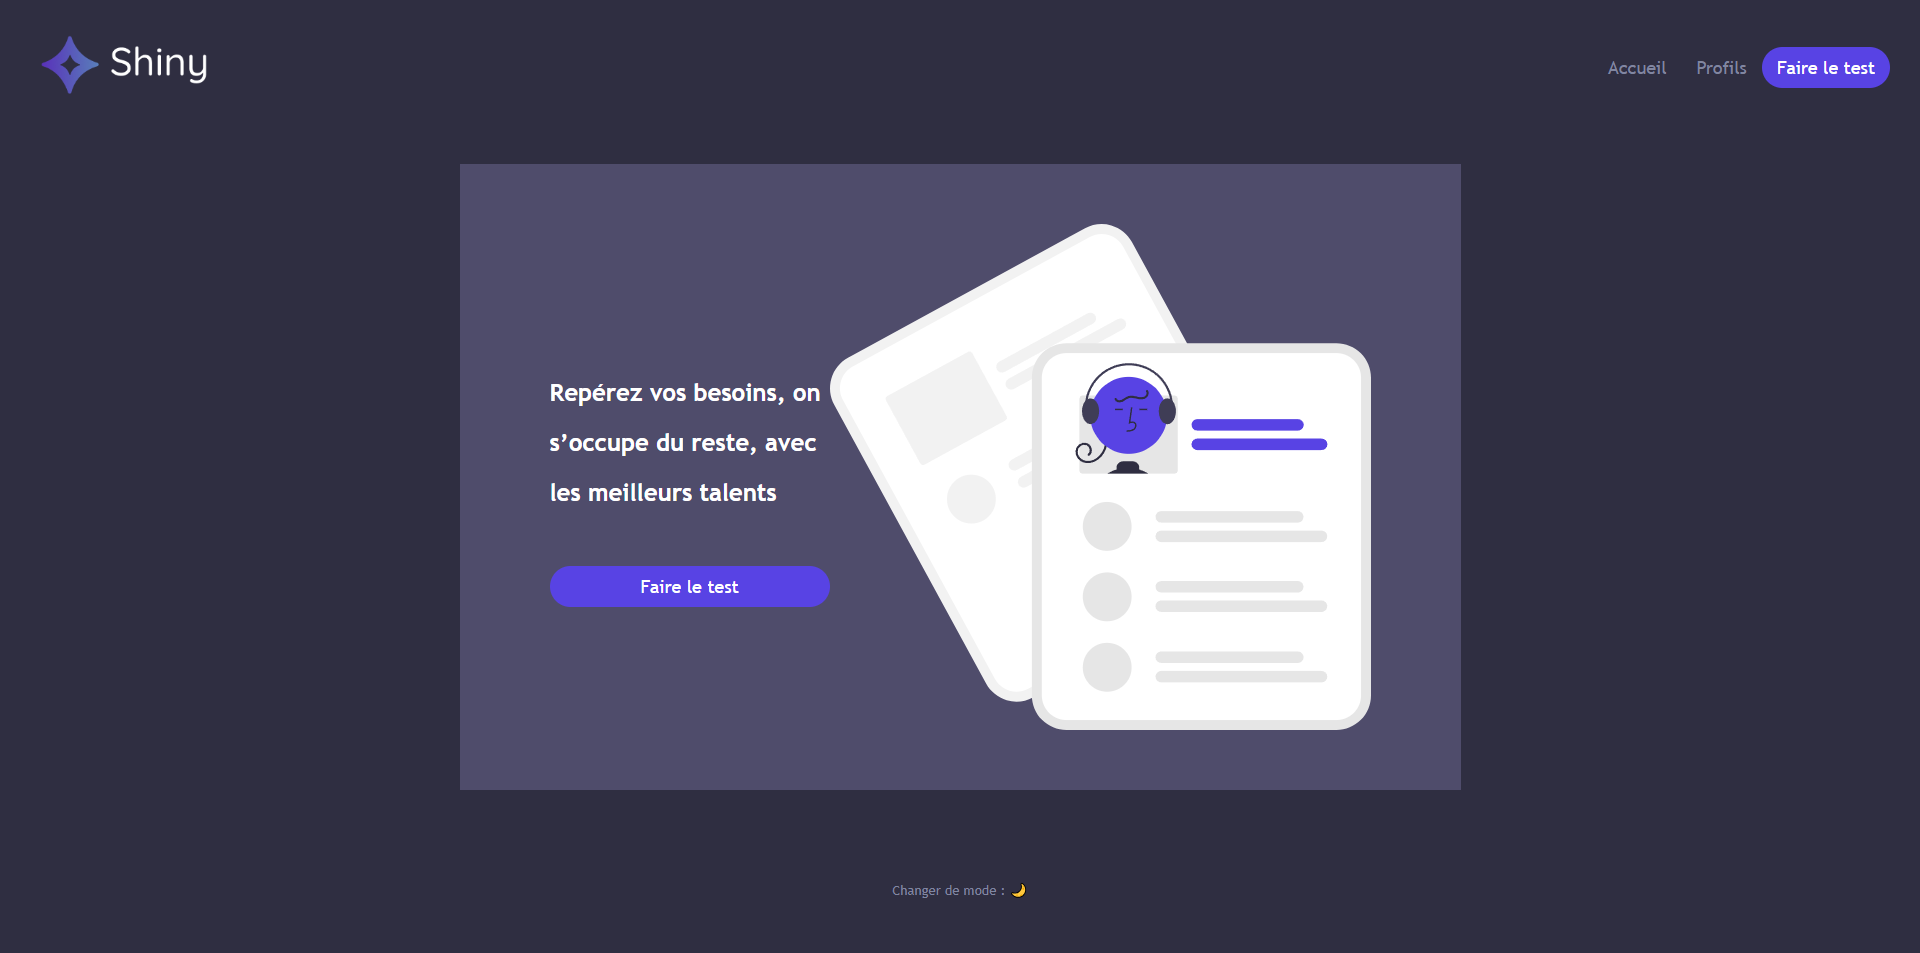 Shiny
Accueil
Profils
Faire le test
Repérez vos besoins, on
s’occupe du reste, avec
les meilleurs talents
Faire le test
Changer de mode : 🌙